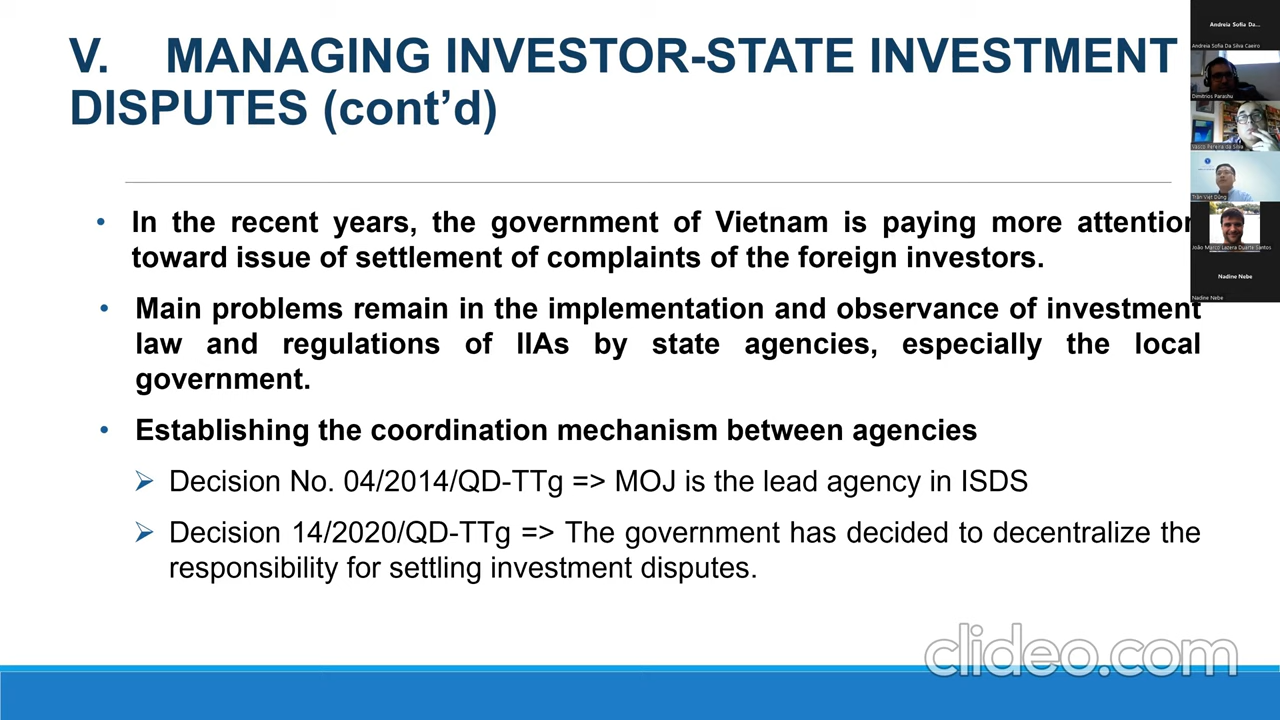 V. MANAGING INVESTOR-STATE INVESTMENT
DISPUTES (cont’d)
• In the recent years, the government of Vietnam is paying more attention
toward issue of settlement of complaints of the foreign investors.
• Main problems remain in the implementation and observance of investment
law and regulations of IIAs by state agencies, especially the local
government.
• Establishing the coordination mechanism between agencies
➢ Decision No. 04/2014/QD-TTg => MOJ is the lead agency in ISDS
➢ Decision 14/2020/QD-TTg => The government has decided to decentralize the
responsibility for settling investment disputes.
Andreia Sofia Da...
Andreia Sofia Da Silva Caeiro
Dimitrios Parashu
Vasco Pereira da Silva
Trần Việt Dũng
João Marco Lazera Duarte Santos
Nadine Nebe
Nadine Nebe
clideo.com